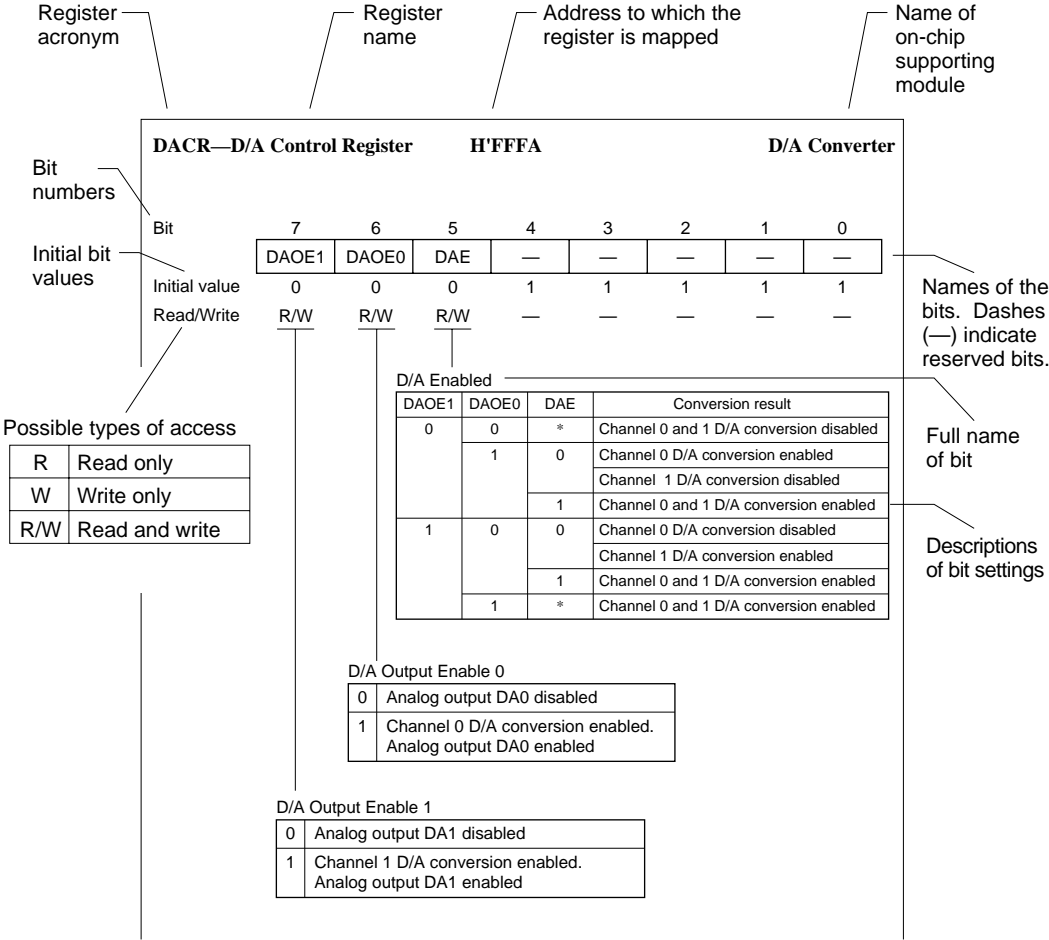 Register
acronym
Register
name
Address to which the
register is mapped
Name of
on-chip
supporting
module
DACR—D/A Control Register H'FFFA D/A Converter
Bit
numbers
Bit 7 6 5 4 3 2 1 0
DAOE1 DAOE0 DAE — — — — —
Initial bit
values
Initial value 0 0 0 1 1 1 1 1
Read/Write R/W R/W R/W — — — — —
Names of the
bits. Dashes
(—) indicate
reserved bits.
Possible types of access
R Read only
W Write only
R/W Read and write
D/A Enabled
DAOE1 DAOE0 DAE Conversion result
0 0 * Channel 0 and 1 D/A conversion disabled
1 0 Channel 0 D/A conversion enabled
Channel 1 D/A conversion disabled
1 Channel 0 and 1 D/A conversion enabled
1 0 0 Channel 0 D/A conversion disabled
Channel 1 D/A conversion enabled
1 Channel 0 and 1 D/A conversion enabled
1 * Channel 0 and 1 D/A conversion enabled
Full name
of bit
Descriptions
of bit settings
D/A Output Enable 0
0 Analog output DA0 disabled
1 Channel 0 D/A conversion enabled.
Analog output DA0 enabled
D/A Output Enable 1
0 Analog output DA1 disabled
1 Channel 1 D/A conversion enabled.
Analog output DA1 enabled